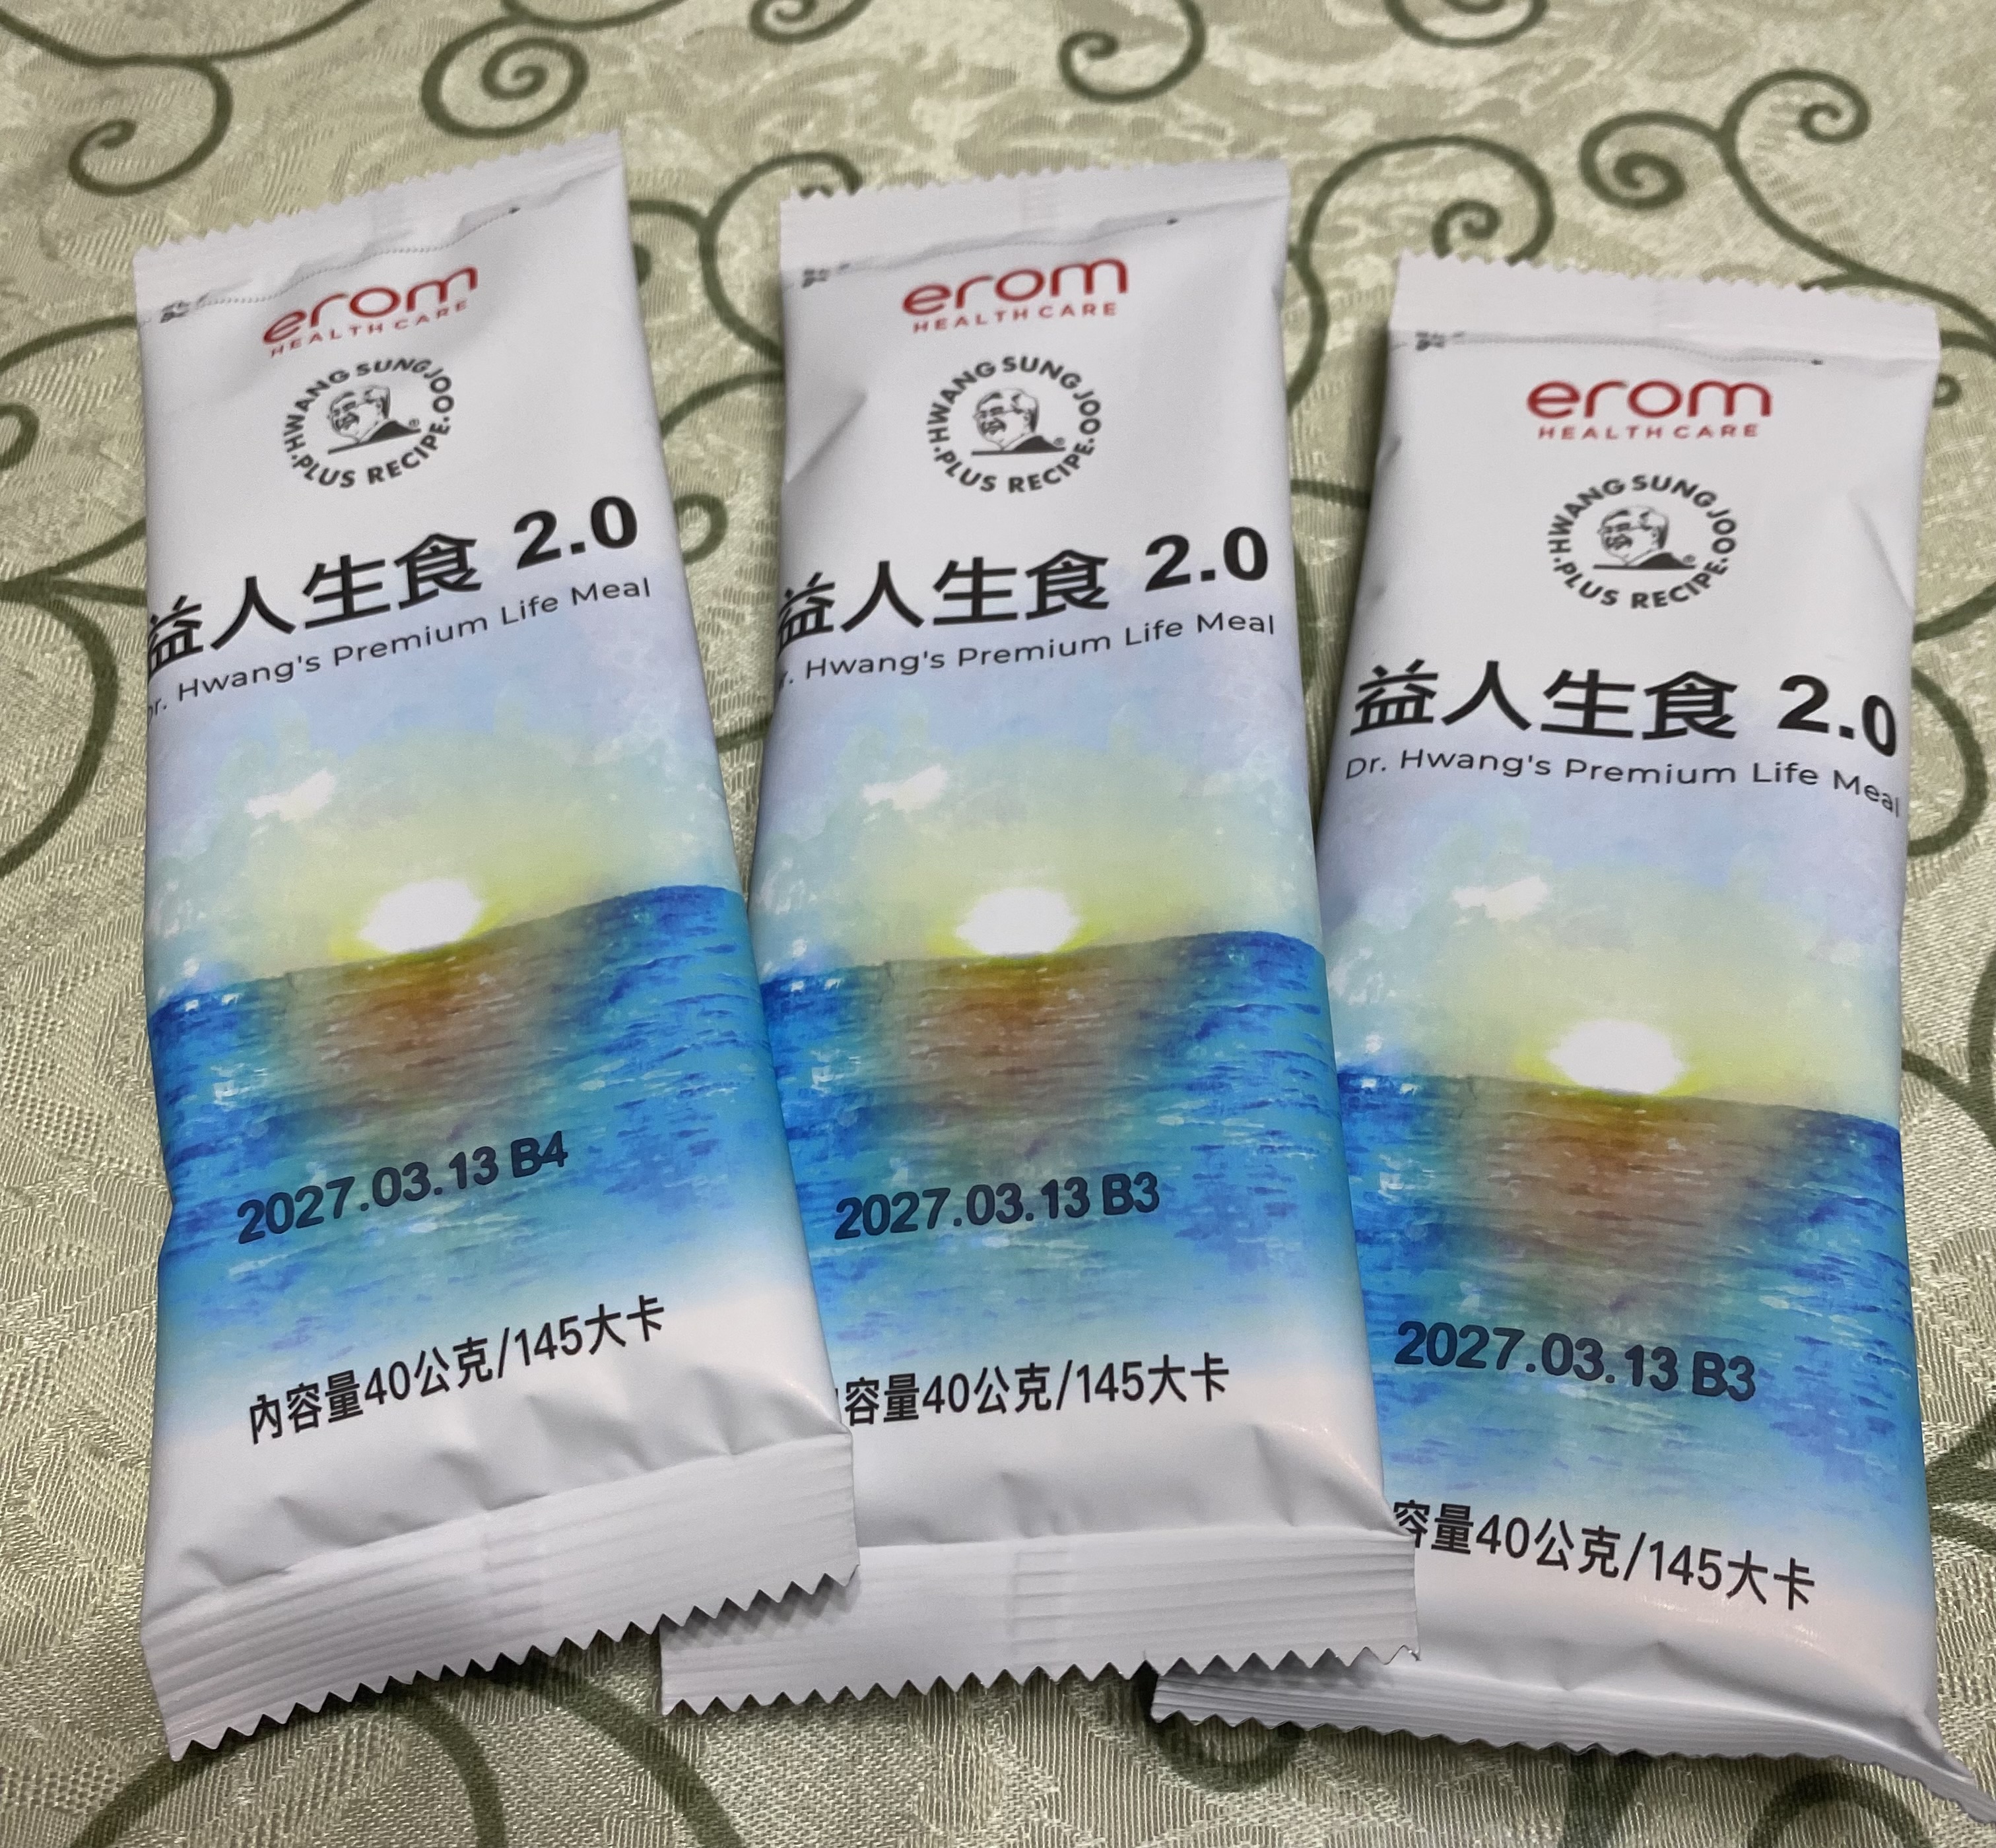 erom
HEALTH CARE
HWANG SUNG JOO
PLUS RECIPE
益人生食 2.0
Dr. Hwang's Premium Life Meal
2027.03.13 B4
內容量40公克/145大卡
erom
HEALTH CARE
HWANG SUNG JOO
PLUS RECIPE
益人生食 2.0
Hwang's Premium Life Meal
2027.03.13 B3
容量40公克/145大卡
erom
HEALTH CARE
HWANG SUNG JOO
PLUS RECIPE
益人生食 2.0
Dr. Hwang's Premium Life Meal
2027.03.13 B3
容量40公克/145大卡